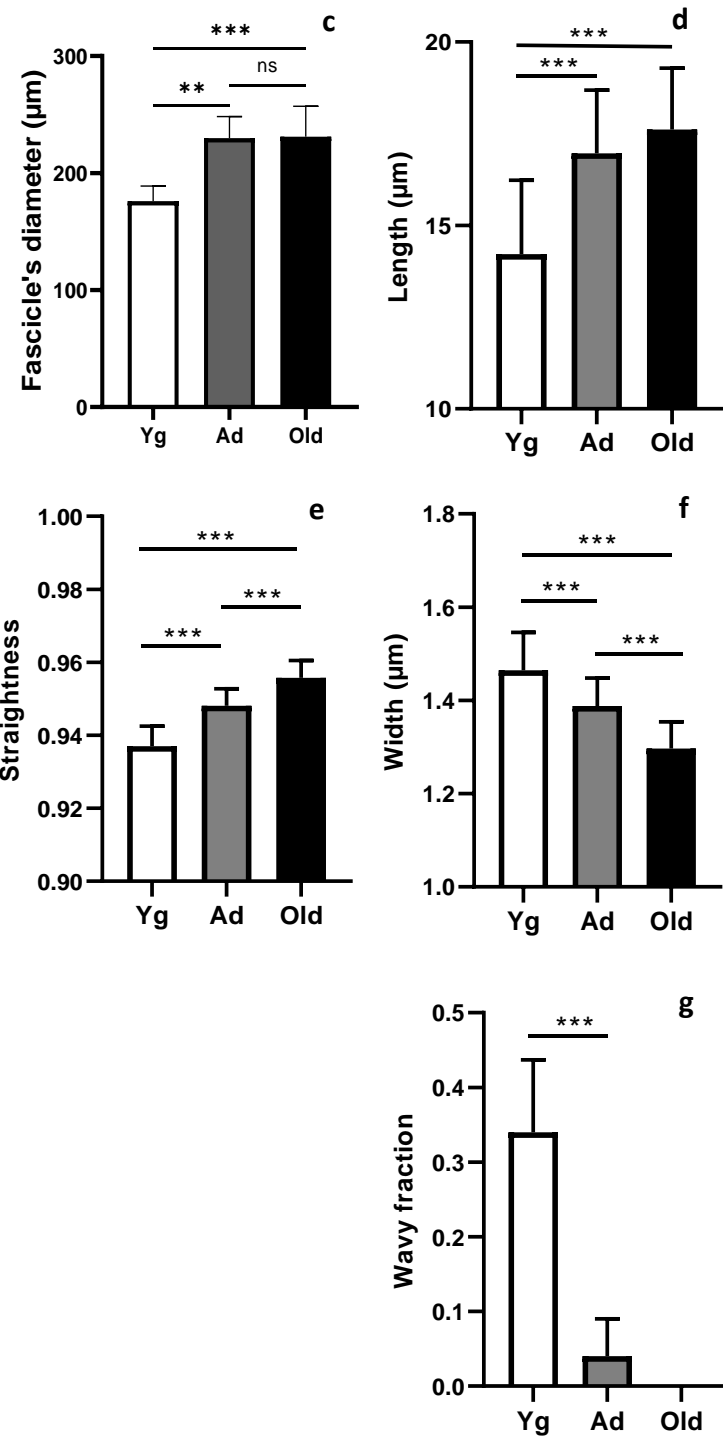 c
***
ns
**
Fascicle's diameter (µm)
300
200
100
0
Yg Ad Old
d
***
***
Length (µm)
20
15
10
Yg Ad Old
e
***
***
***
Straightness
1.00
0.98
0.96
0.94
0.92
0.90
Yg Ad Old
f
***
***
***
Width (µm)
1.8
1.6
1.4
1.2
1.0
Yg Ad Old
g
***
Wavy fraction
0.5
0.4
0.3
0.2
0.1
0.0
Yg Ad Old